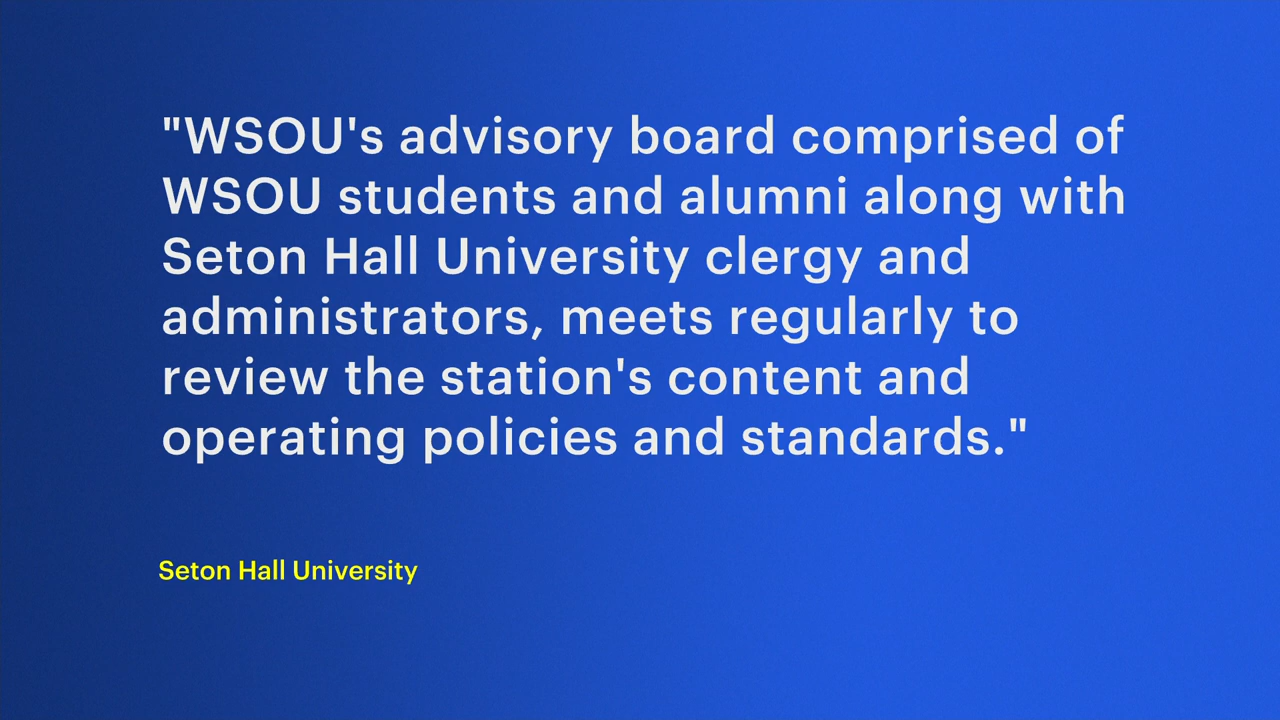 "WSOU's advisory board comprised of
WSOU students and alumni along with
Seton Hall University clergy and
administrators, meets regularly to
review the station's content and
operating policies and standards."
Seton Hall University